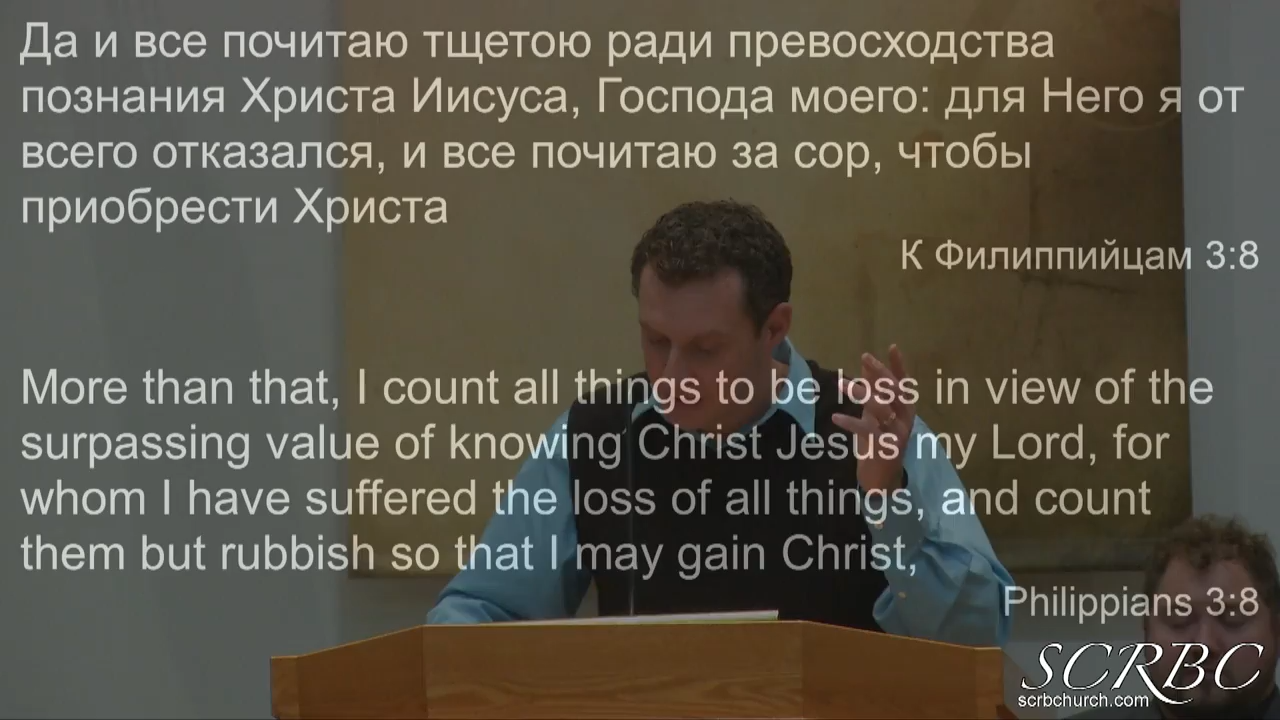 Да и все почитаю тщетою ради превосходства
познания Христа Иисуса, Господа моего: для Него я от
всего отказался, и все почитаю за сор, чтобы
приобрести Христа
К Филиппийцам 3:8
More than that, I count all things to be loss in view of the
surpassing value of knowing Christ Jesus my Lord, for
whom I have suffered the loss of all things, and count
them but rubbish so that I may gain Christ,
Philippians 3:8
SCRBC
scrbchurch.com